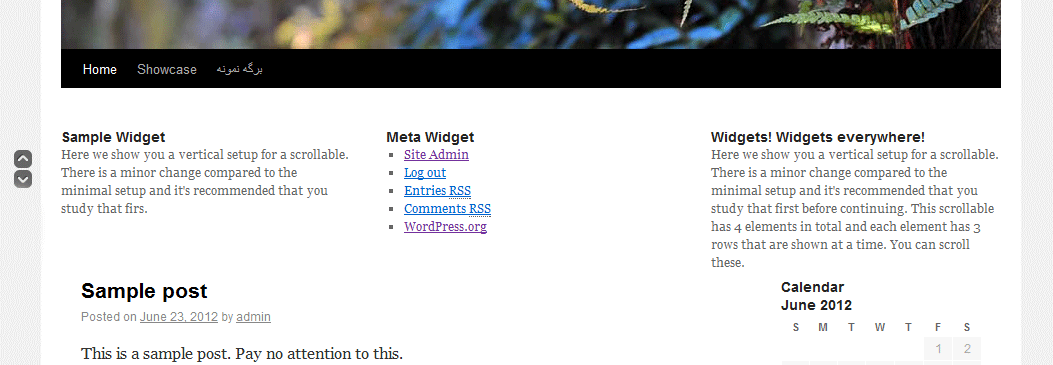 Home Showcase برگه نمونه
Sample Widget
Here we show you a vertical setup for a scrollable.
There is a minor change compared to the
minimal setup and it's recommended that you
study that firs.
Meta Widget
Site Admin
Log out
Entries RSS
Comments RSS
WordPress.org
Widgets! Widgets everywhere!
Here we show you a vertical setup for a scrollable.
There is a minor change compared to the
minimal setup and it's recommended that you
study that first before continuing. This scrollable
has 4 elements in total and each element has 3
rows that are shown at a time. You can scroll
these.
Sample post
Posted on June 23, 2012 by admin
This is a sample post. Pay no attention to this.
Calendar
June 2012
S M T W T F S
1 2